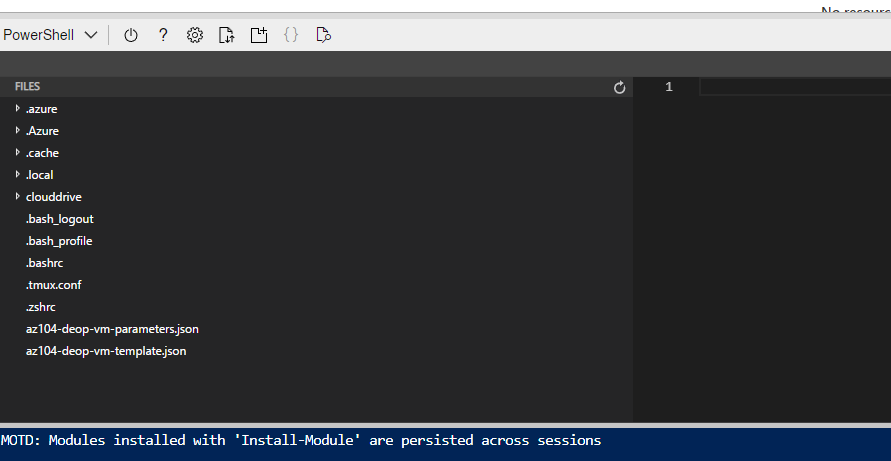 No resourc
PowerShell
FILES
1
.azure
.Azure
.cache
.local
clouddrive
.bash_logout
.bash_profile
.bashrc
.tmux.conf
.zshrc
az104-deop-vm-parameters.json
az104-deop-vm-template.json
MOTD: Modules installed with 'Install-Module' are persisted across sessions